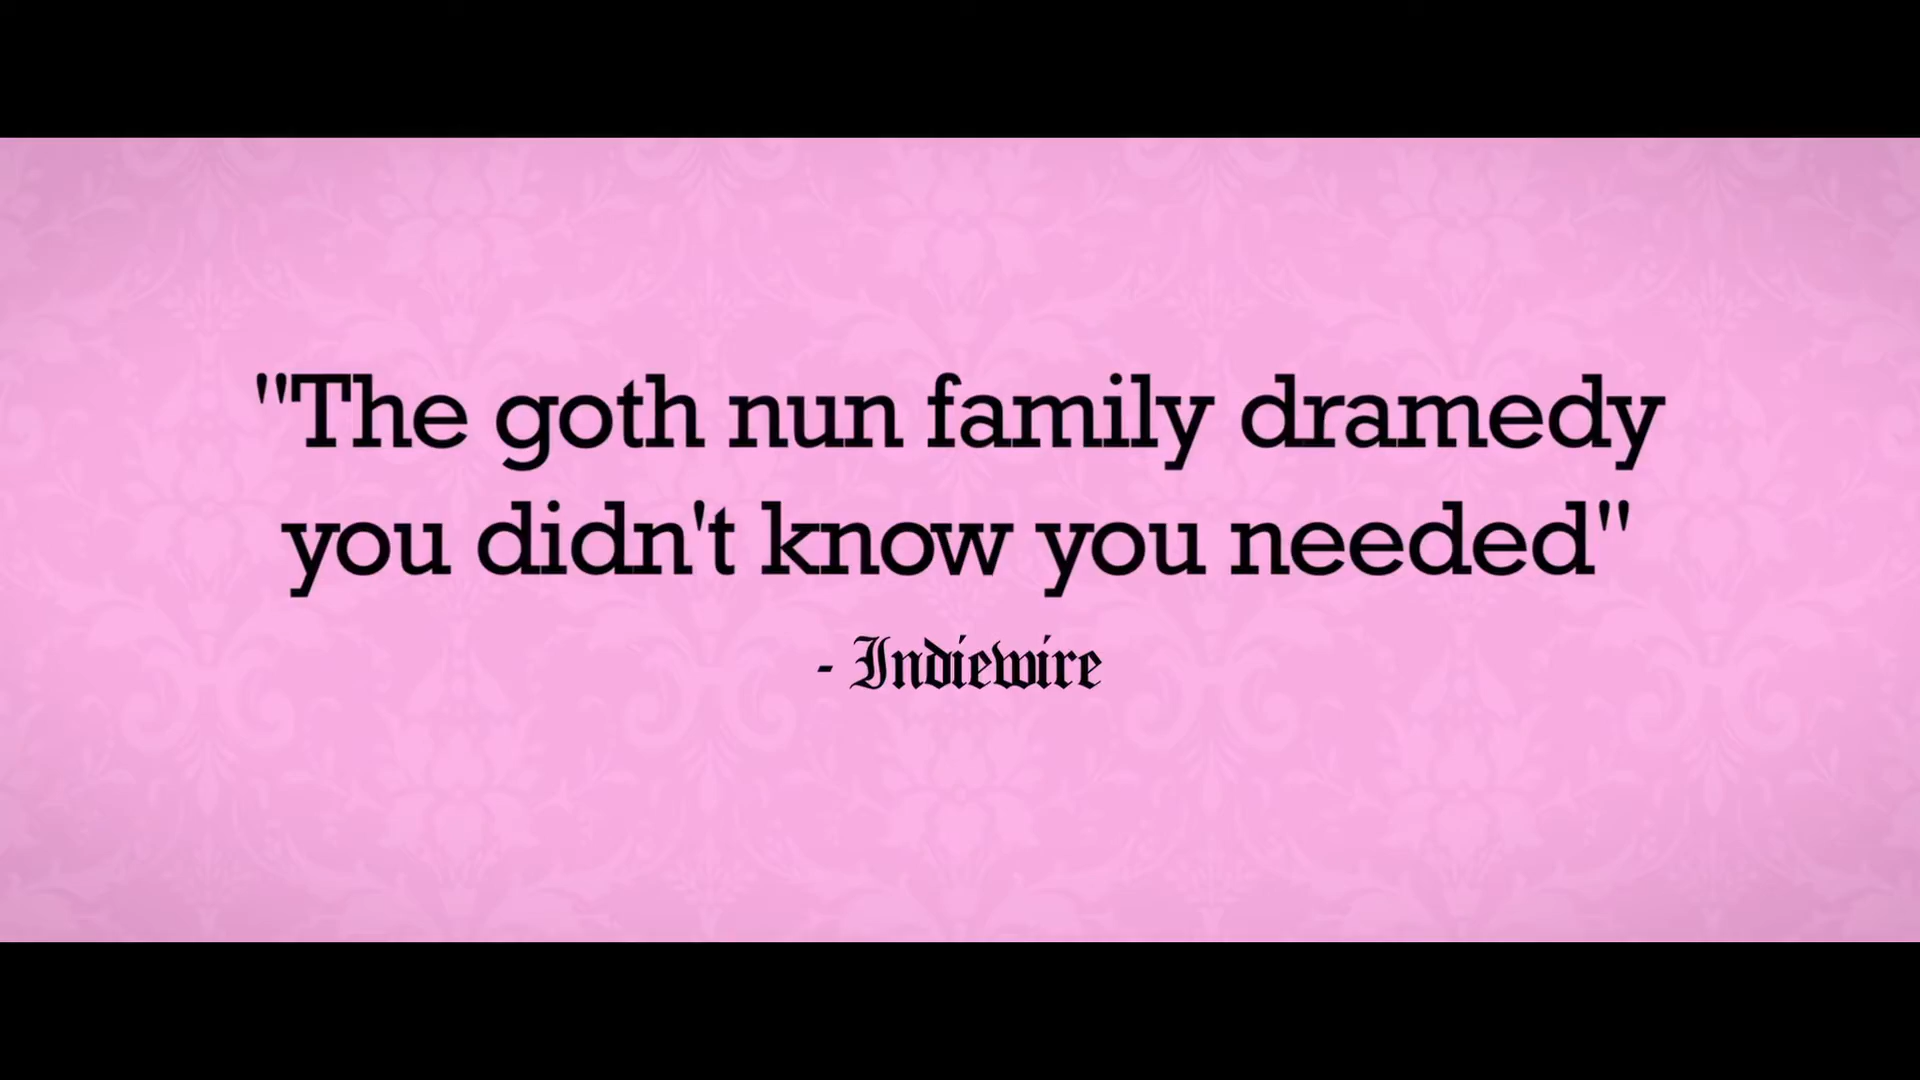 "The goth nun family dramedy
you didn't know you needed"
- Indiewire